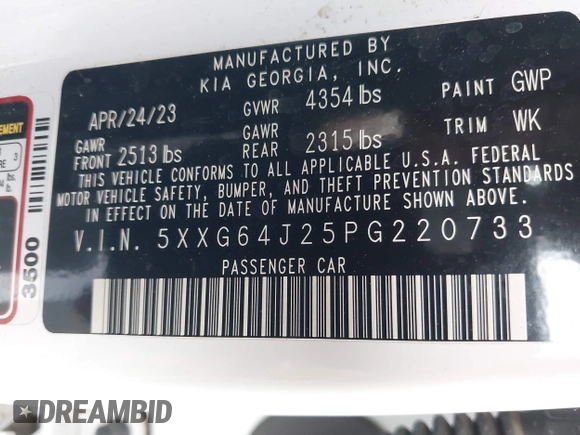 MANUFACTURED BY
KIA GEORGIA, INC.
APR/24/23 GVWR 4354 lbs PAINT GWP
GAWR FRONT 2513 lbs GAWR REAR 2315 lbs TRIM WK
THIS VEHICLE CONFORMS TO ALL APPLICABLE U.S.A. FEDERAL
MOTOR VEHICLE SAFETY, BUMPER, AND THEFT PREVENTION STANDARDS
IN EFFECT ON THE DATE OF MANUFACTURE SHOWN ABOVE.
V.I.N. 5XXG64J25PG220733
PASSENGER CAR
3500
DREAMBID